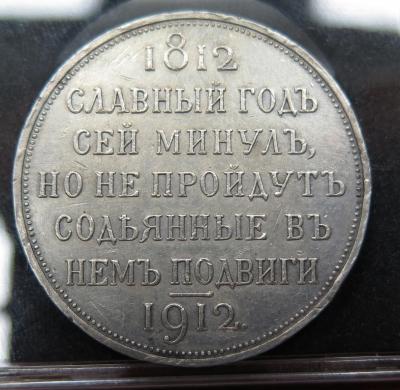 1812
СЛАВНЫЙ ГОДЪ
СЕЙ МИНУЛЪ,
НО НЕ ПРОЙДУТЪ
СОДѢЯННЫЕ ВЪ
НЕМЪ ПОДВИГИ
1912.